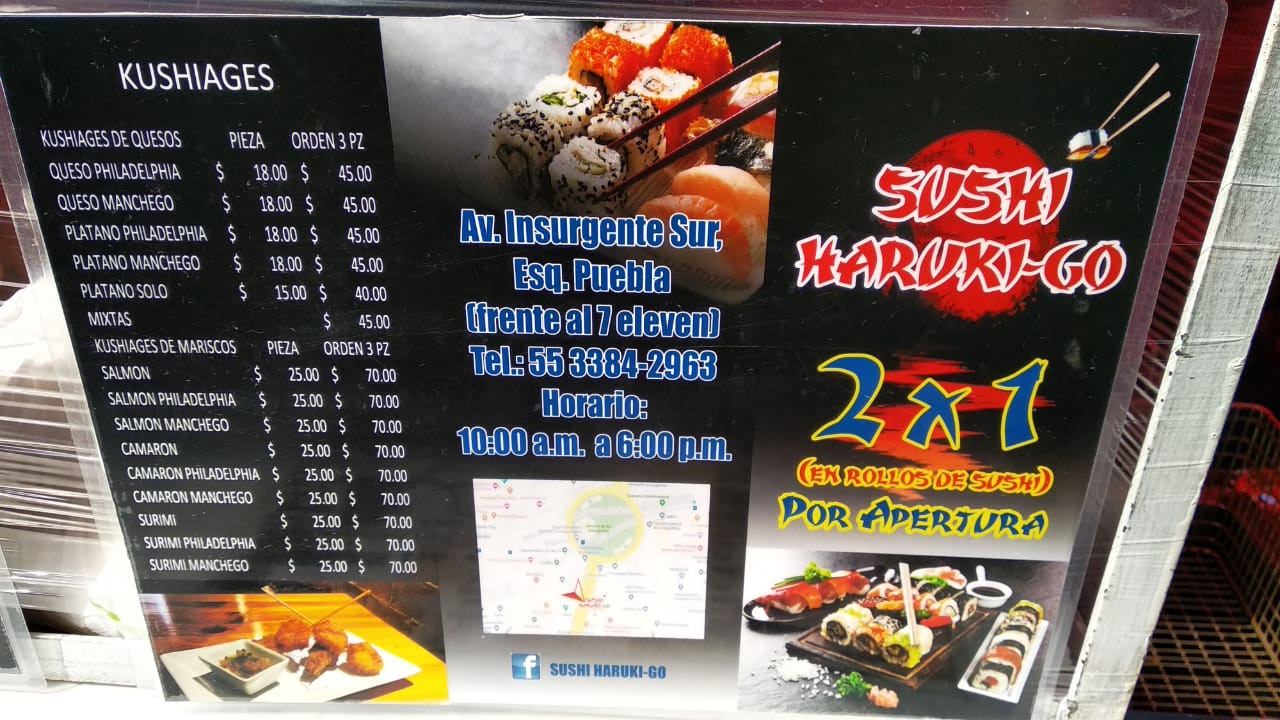 KUSHIAGES
KUSHIAGES DE QUESOS PIEZA ORDEN 3 PZ
QUESO PHILADELPHIA $ 18.00 $ 45.00
QUESO MANCHEGO $ 18.00 $ 45.00
PLATANO PHILADELPHIA $ 18.00 $ 45.00
PLATANO MANCHEGO $ 18.00 $ 45.00
PLATANO SOLO $ 15.00 $ 40.00
MIXTAS $ 45.00
KUSHIAGES DE MARISCOS PIEZA ORDEN 3 PZ
SALMON $ 25.00 $ 70.00
SALMON PHILADELPHIA $ 25.00 $ 70.00
SALMON MANCHEGO $ 25.00 $ 70.00
CAMARON $ 25.00 $ 70.00
CAMARON PHILADELPHIA $ 25.00 $ 70.00
CAMARON MANCHEGO $ 25.00 $ 70.00
SURIMI $ 25.00 $ 70.00
SURIMI PHILADELPHIA $ 25.00 $ 70.00
SURIMI MANCHEGO $ 25.00 $ 70.00
Av. Insurgente Sur,
Esq. Puebla
(frente al 7 eleven)
Tel.: 55 3384-2963
Horario:
10:00 a.m. a 6:00 p.m.
HARUKI-GO
f SUSHI HARUKI-GO
SUSHI
HARUKI-GO
2x1
(EN ROLLOS DE SUSHI)
POR APERTURA